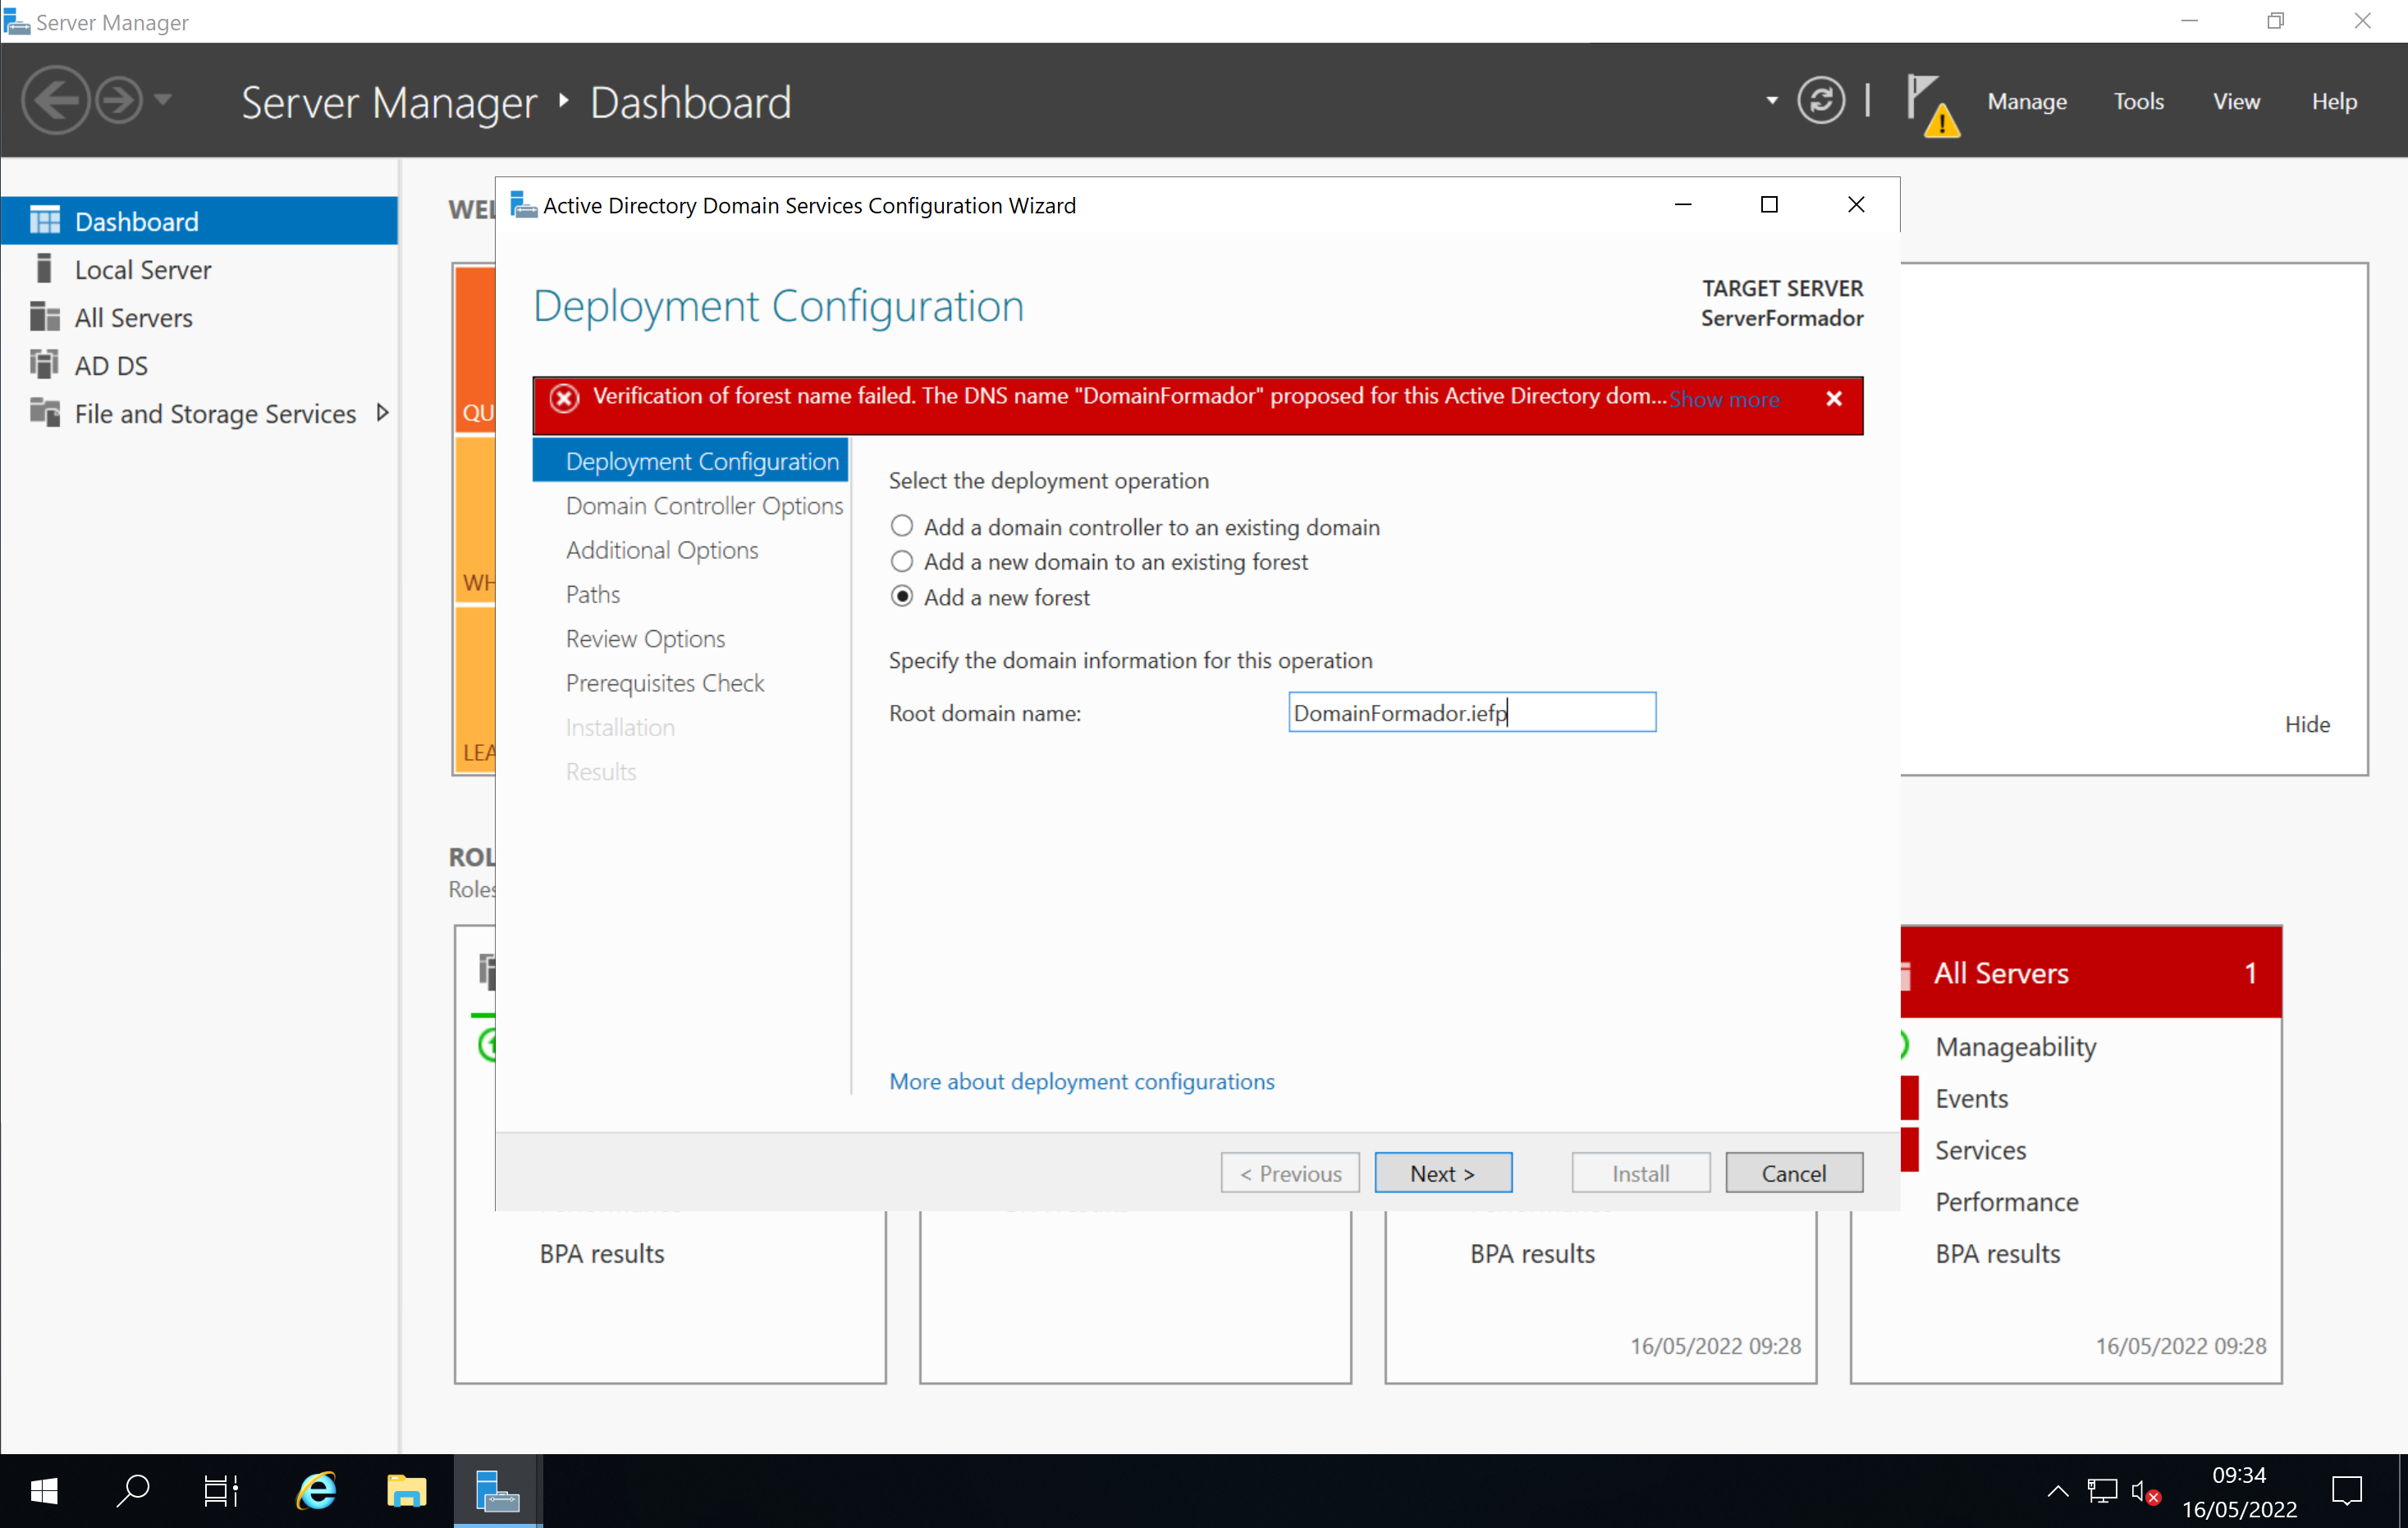 Server Manager
Server Manager ‣ Dashboard
Manage Tools View Help
Dashboard
Local Server
All Servers
AD DS
File and Storage Services
WEL
QU
WH
LEA
Hide
Active Directory Domain Services Configuration Wizard
Deployment Configuration
TARGET SERVER
ServerFormador
Verification of forest name failed. The DNS name "DomainFormador" proposed for this Active Directory dom... Show more
Deployment Configuration
Domain Controller Options
Additional Options
Paths
Review Options
Prerequisites Check
Installation
Results
Select the deployment operation
Add a domain controller to an existing domain
Add a new domain to an existing forest
Add a new forest
Specify the domain information for this operation
Root domain name: DomainFormador.iefp
More about deployment configurations
< Previous Next > Install Cancel
ROL
Roles
BPA results
BPA results
16/05/2022 09:28
All Servers 1
Manageability
Events
Services
Performance
BPA results
16/05/2022 09:28
09:34
16/05/2022